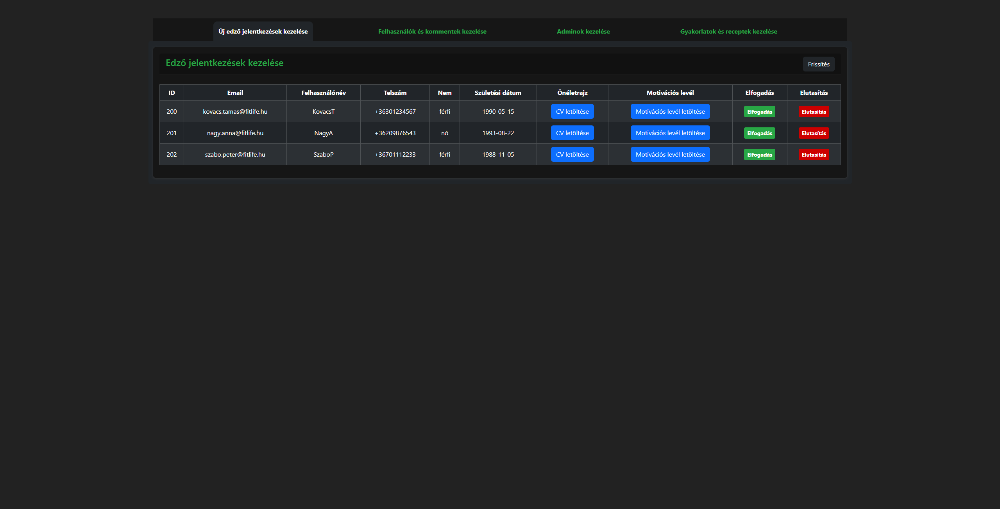 Új edző jelentkezések kezelése Felhasználók és kommentek kezelése Adminok kezelése Gyakorlatok és receptek kezelése
Edző jelentkezések kezelése Frissítés
ID Email Felhasználónév Telszám Nem Születési dátum Önéletrajz Motivációs levél Elfogadás Elutasítás
200 kovacs.tamas@fitlife.hu KovacsT +36301234567 férfi 1990-05-15 CV letöltése Motivációs levél letöltése Elfogadás Elutasítás
201 nagy.anna@fitlife.hu NagyA +36209876543 nő 1993-08-22 CV letöltése Motivációs levél letöltése Elfogadás Elutasítás
202 szabo.peter@fitlife.hu SzaboP +36701112233 férfi 1988-11-05 CV letöltése Motivációs levél letöltése Elfogadás Elutasítás